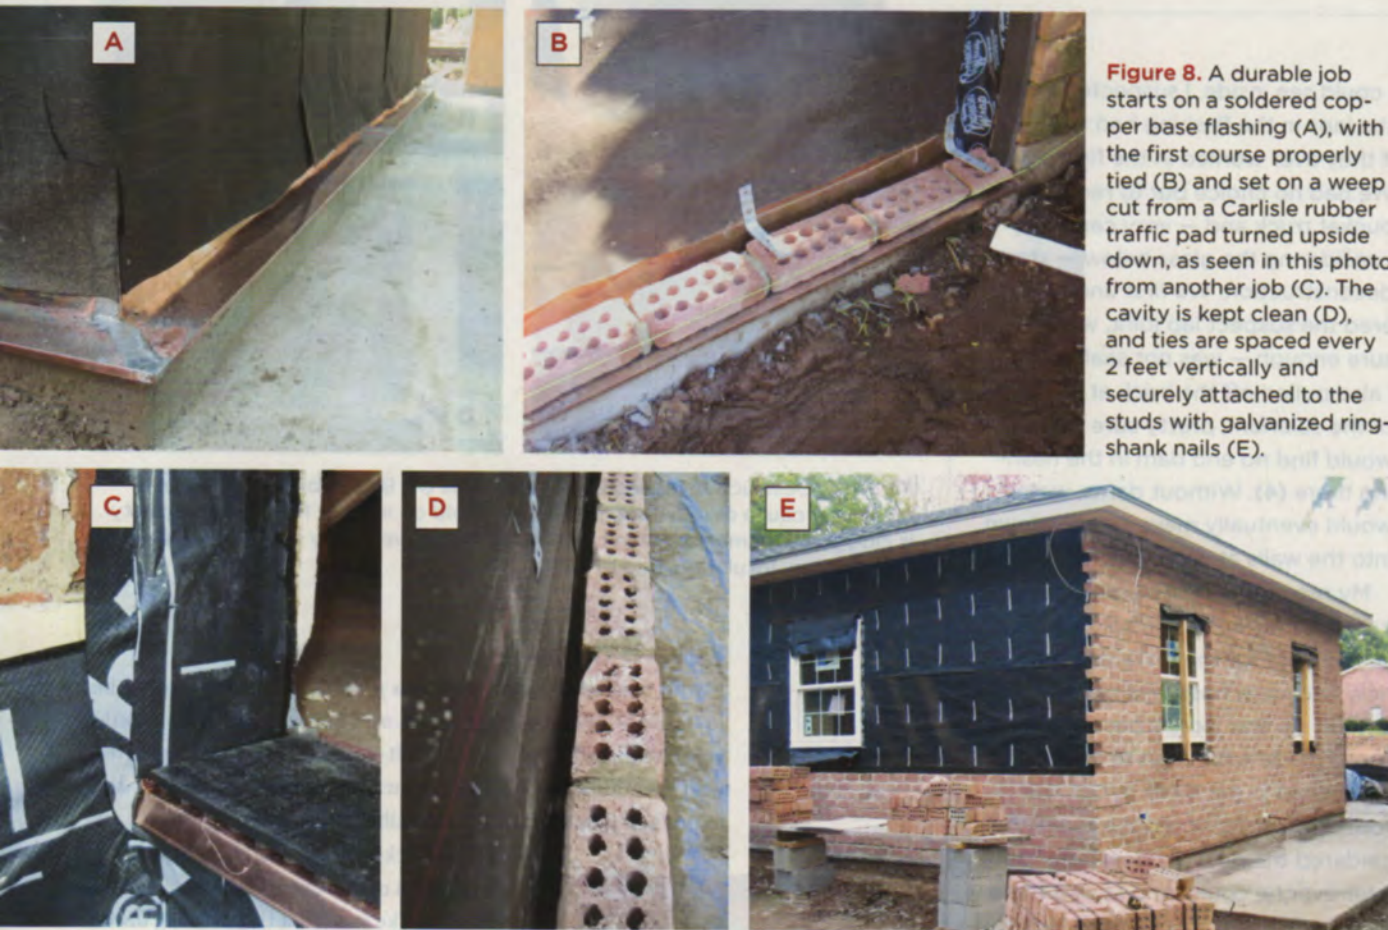 A
B
Figure 8. A durable job
starts on a soldered cop-
per base flashing (A), with
the first course properly
tied (B) and set on a weep
cut from a Carlisle rubber
traffic pad turned upside
down, as seen in this photo
from another job (C). The
cavity is kept clean (D),
and ties are spaced every
2 feet vertically and
securely attached to the
studs with galvanized ring-
shank nails (E).
C
D
E